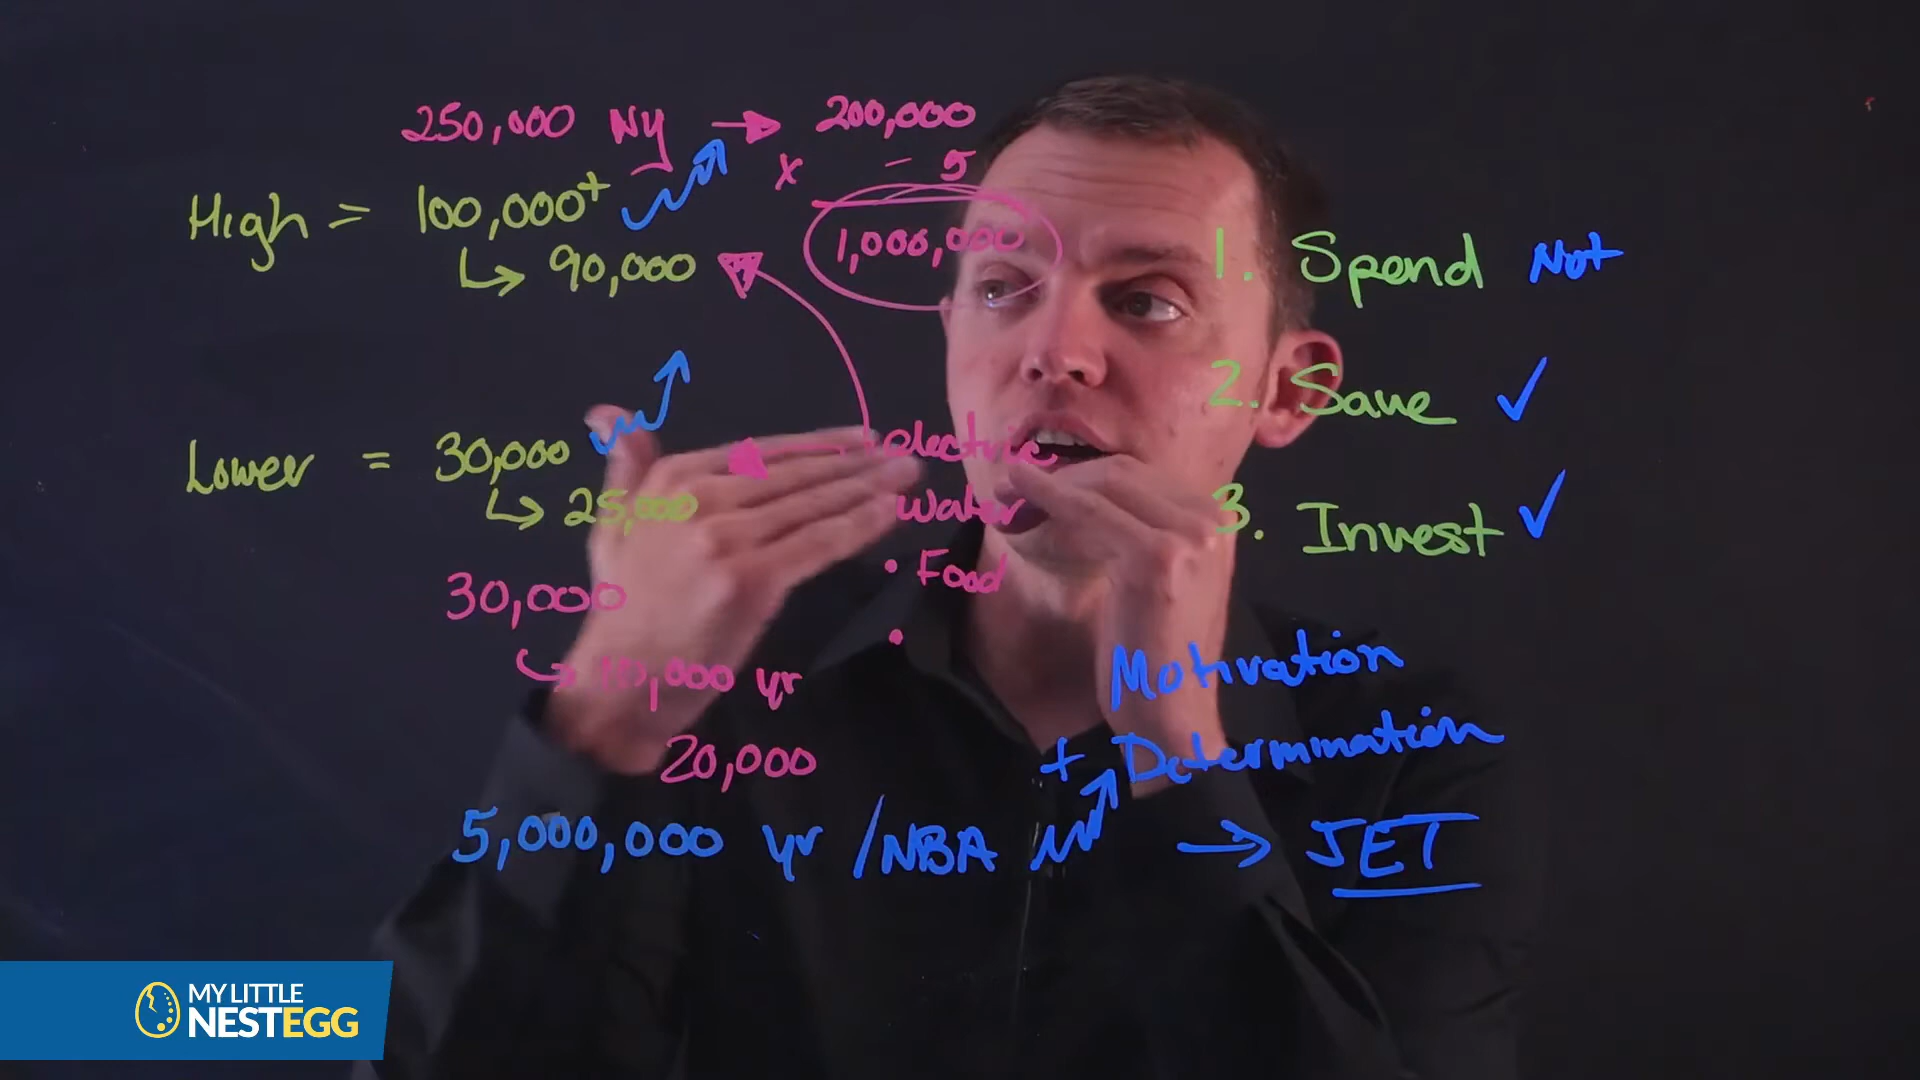 250,000 NY → 200,000
x – 5
1,000,000
High = 100,000+
↳ 90,000
Lower = 30,000
↳ 25,000
30,000
↳ 10,000 yr
20,000
electric
water
• Food
•
1. Spend Not
2. Save ✓
3. Invest ✓
Motivation
+ Determination
5,000,000 yr /NBA → JET
MY LITTLE
NESTEGG